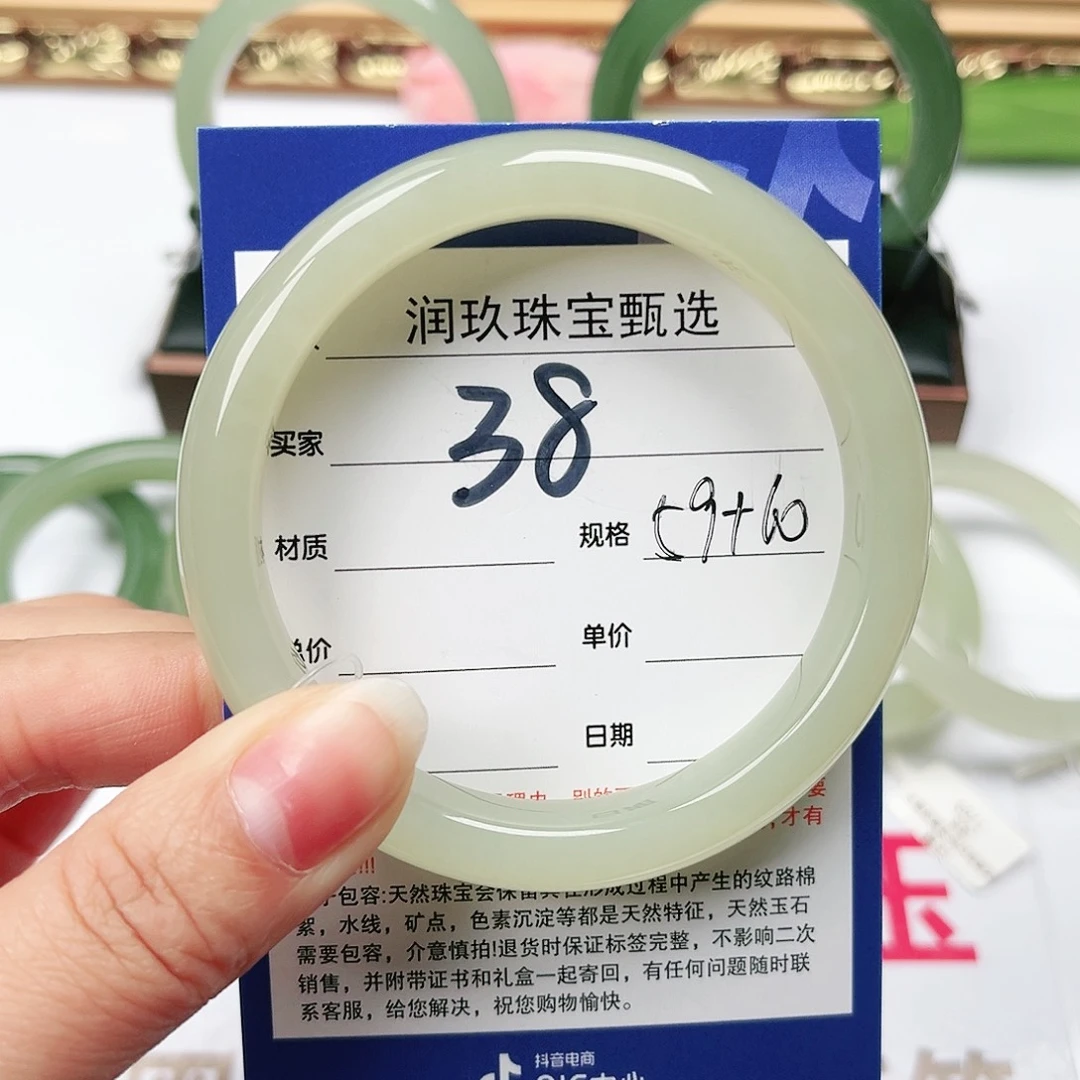 润玖珠宝甄选
买家 38
材质 规格 59+60
总价 单价
日期
才有
!!!
包容:天然珠宝会保留其在形成过程中产生的纹路棉
絮,水线,矿点,色素沉淀等都是天然特征,天然玉石
需要包容,介意慎拍!退货时保证标签完整,不影响二次
销售,并附带证书和礼盒一起寄回,有任何问题随时联
系客服,给您解决,祝您购物愉快。
抖音电商